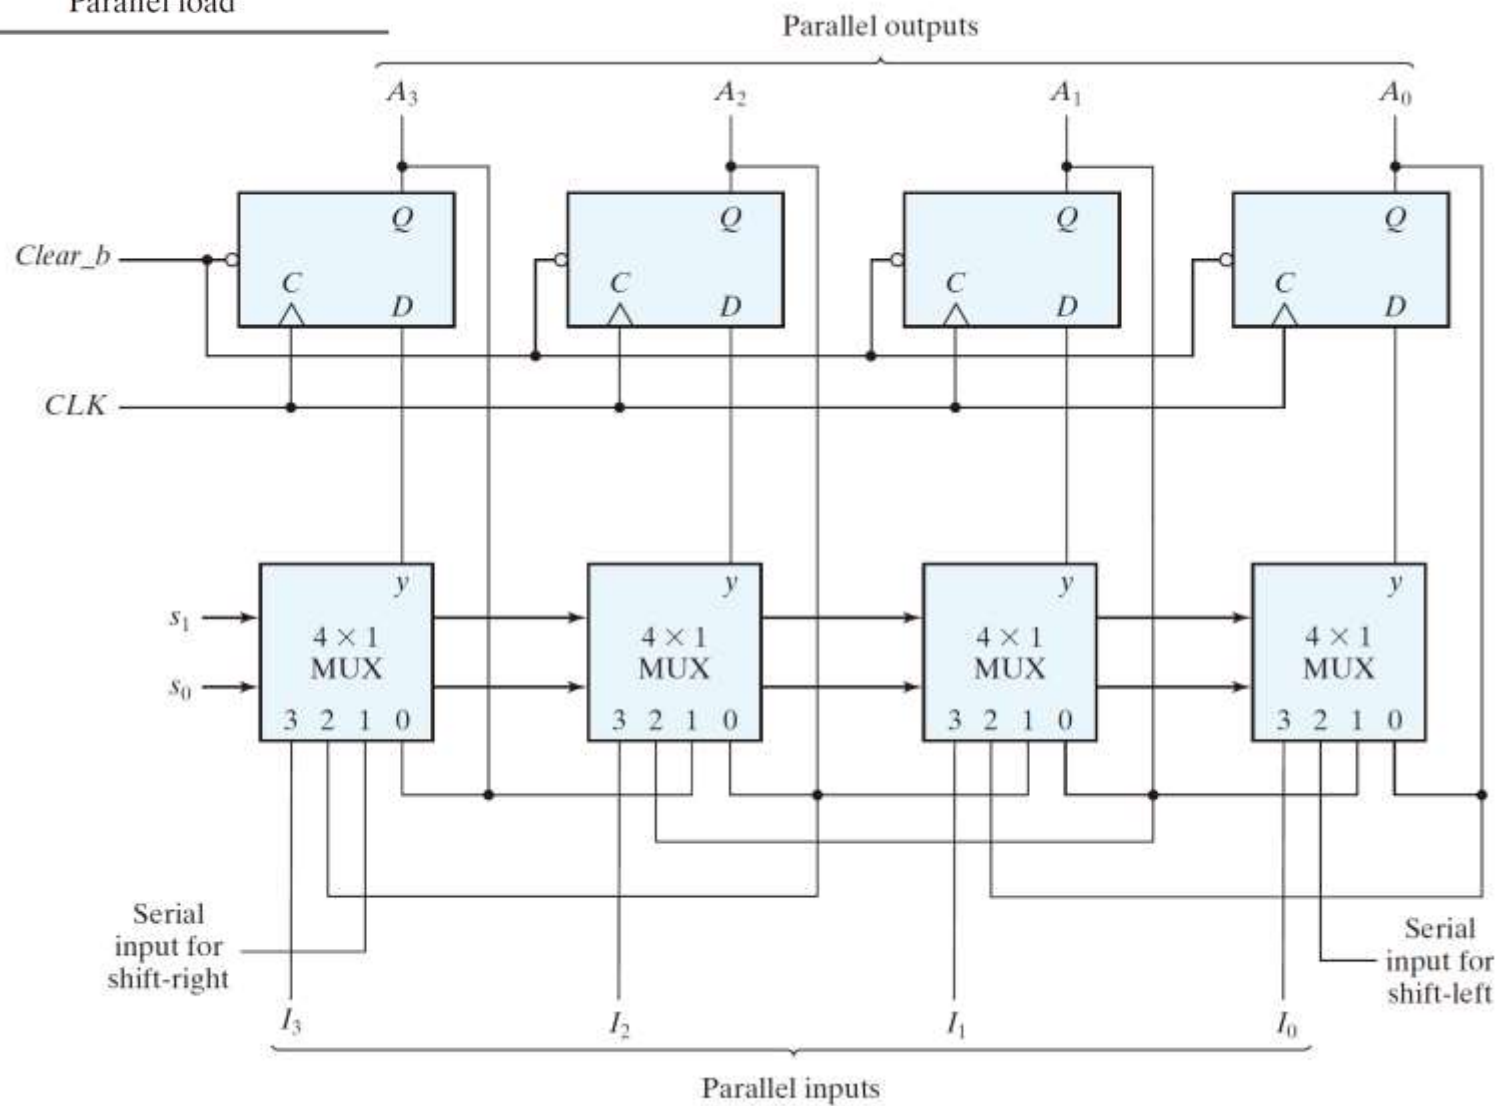 Parallel load
Parallel outputs
A₃ A₂ A₁ A₀
Q Q Q Q
Clear_b
C C C C
D D D D
CLK
y y y y
s₁
4 × 1 4 × 1 4 × 1 4 × 1
MUX MUX MUX MUX
s₀
3 2 1 0 3 2 1 0 3 2 1 0 3 2 1 0
Serial
input for
shift-right
Serial
input for
shift-left
I₃ I₂ I₁ I₀
Parallel inputs